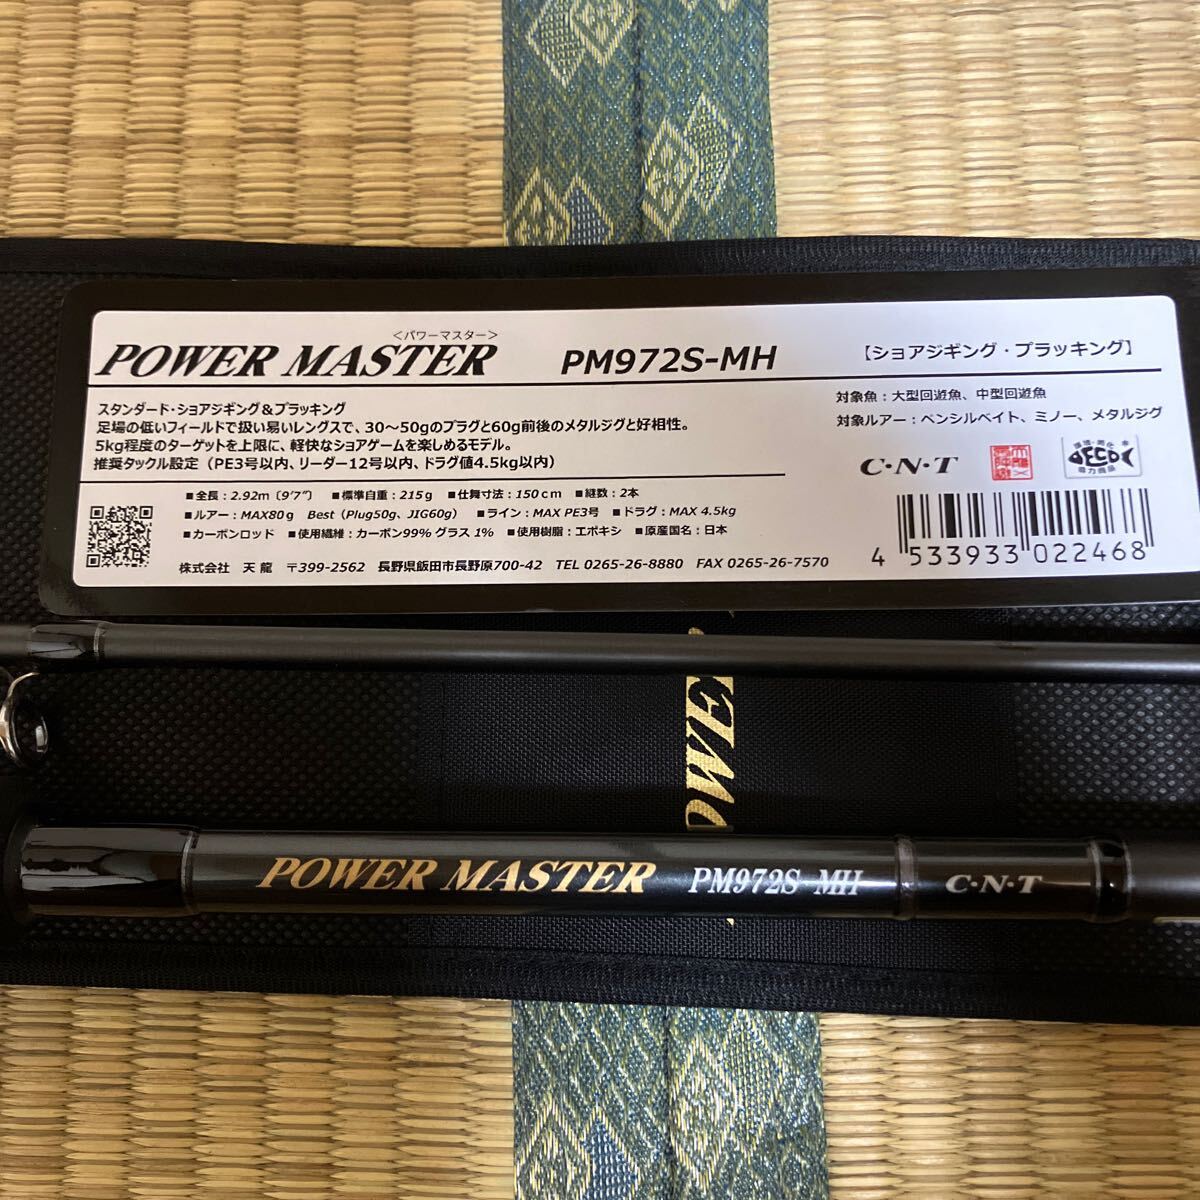 <パワーマスター>
POWER MASTER PM972S-MH 【ショアジギング・プラッキング】
スタンダード・ショアジギング&プラッキング
足場の低いフィールドで扱い易いレングスで、30〜50gのプラグと60g前後のメタルジグと好相性。
5kg程度のターゲットを上限に、軽快なショアゲームを楽しめるモデル。
推奨タックル設定（PE3号以内、リーダー12号以内、ドラグ値4.5kg以内）
対象魚：大型回遊魚、中型回遊魚
対象ルアー：ペンシルベイト、ミノー、メタルジグ
C・N・T
ECO
■全長：2.92m〔9'7"〕 ■標準自重：215g ■仕舞寸法：150cm ■継数：2本
■ルアー：MAX80g Best（Plug50g、JIG60g） ■ライン：MAX PE3号 ■ドラグ：MAX 4.5kg
■カーボンロッド ■使用繊維：カーボン99% グラス1% ■使用樹脂：エポキシ ■原産国名：日本
株式会社 天龍 〒399-2562 長野県飯田市長野原700-42 TEL 0265-26-8880 FAX 0265-26-7570
4 533933 022468
POWE
POWER MASTER PM972S MH C・N・T